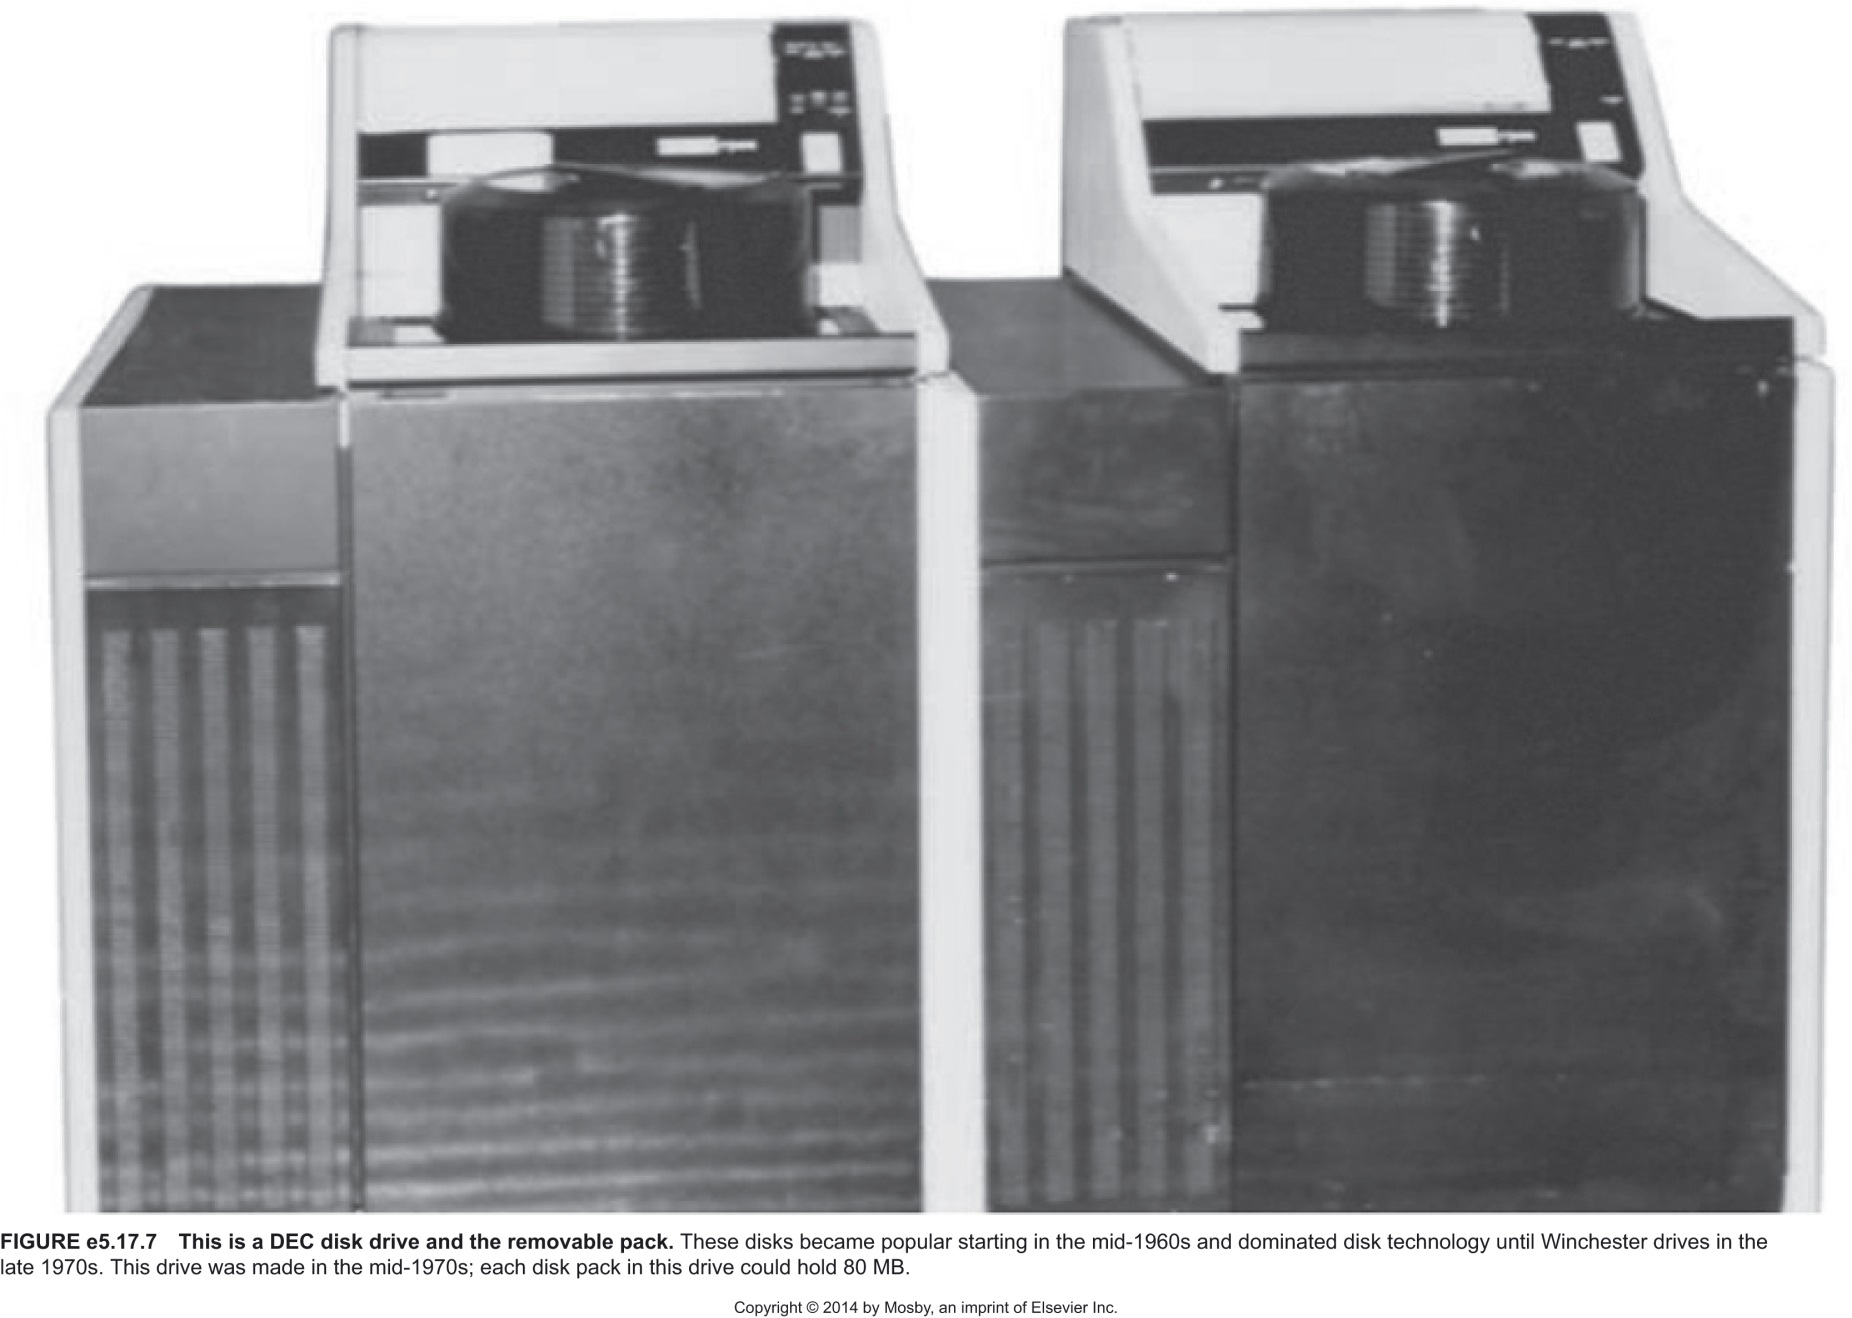 FIGURE e5.17.7 This is a DEC disk drive and the removable pack. These disks became popular starting in the mid-1960s and dominated disk technology until Winchester drives in the
late 1970s. This drive was made in the mid-1970s; each disk pack in this drive could hold 80 MB.
Copyright © 2014 by Mosby, an imprint of Elsevier Inc.